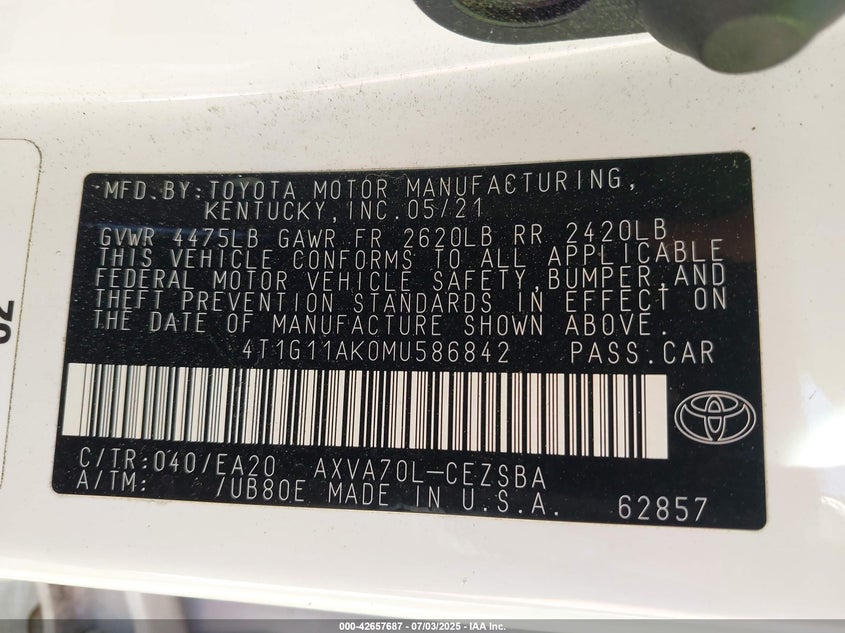 MFD.BY:TOYOTA MOTOR MANUFACTURING,
KENTUCKY,INC.05/21
GVWR 4475LB GAWR FR 2620LB RR 2420LB
THIS VEHICLE CONFORMS TO ALL APPLICABLE
FEDERAL MOTOR VEHICLE SAFETY,BUMPER,AND
THEFT PREVENTION STANDARDS IN EFFECT ON
THE DATE OF MANUFACTURE SHOWN ABOVE.
4T1G11AK0MU586842 PASS.CAR
C/TR:040/EA20 AXVA70L-CEZSBA
A/TM: /UB80E MADE IN U.S.A. 62857
000-42657687 - 07/03/2025 - IAA Inc.